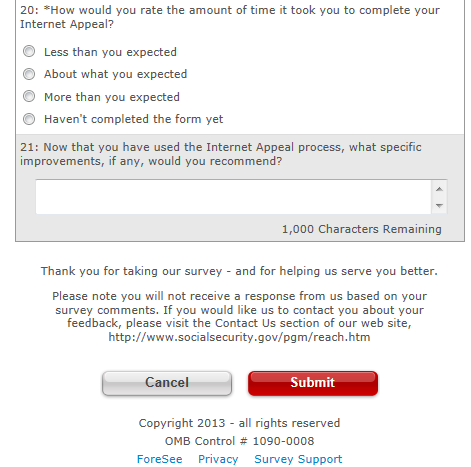 20: *How would you rate the amount of time it took you to complete your
Internet Appeal?
Less than you expected
About what you expected
More than you expected
Haven't completed the form yet
21: Now that you have used the Internet Appeal process, what specific
improvements, if any, would you recommend?
1,000 Characters Remaining
Thank you for taking our survey - and for helping us serve you better.
Please note you will not receive a response from us based on your
survey comments. If you would like us to contact you about your
feedback, please visit the Contact Us section of our web site,
http://www.socialsecurity.gov/pgm/reach.htm
Cancel Submit
Copyright 2013 - all rights reserved
OMB Control # 1090-0008
ForeSee Privacy Survey Support